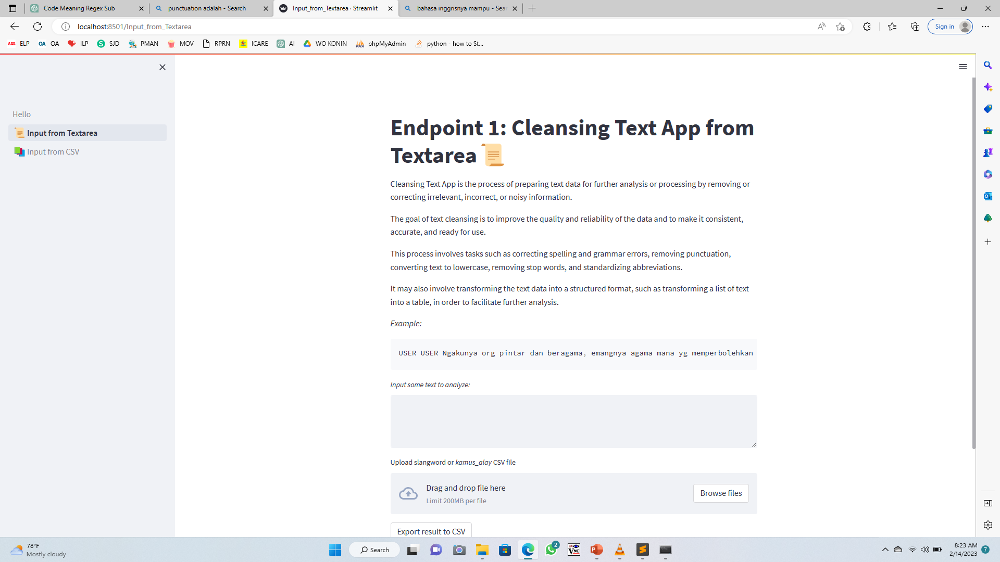 Code Meaning Regex Sub
punctuation adalah - Search
Input_from_Textarea · Streamlit
bahasa inggrisnya mampu - Sear
localhost:8501/Input_from_Textarea
Sign in
ABB ELP
OA OA
ILP
S SJD
PMAN
MOV
RPRN
ICARE
AI
WO KONIN
PMA phpMyAdmin
python - how to St...
Hello
Input from Textarea
Input from CSV
Endpoint 1: Cleansing Text App from
Textarea
Cleansing Text App is the process of preparing text data for further analysis or processing by removing or
correcting irrelevant, incorrect, or noisy information.
The goal of text cleansing is to improve the quality and reliability of the data and to make it consistent,
accurate, and ready for use.
This process involves tasks such as correcting spelling and grammar errors, removing punctuation,
converting text to lowercase, removing stop words, and standardizing abbreviations.
It may also involve transforming the text data into a structured format, such as transforming a list of text
into a table, in order to facilitate further analysis.
Example:
USER USER Ngakunya org pintar dan beragama, emangnya agama mana yg memperbolehkan
Input some text to analyze:
Upload slangword or kamus_alay CSV file
Drag and drop file here
Limit 200MB per file
Browse files
Export result to CSV
78°F
Mostly cloudy
Search
2
VNC
8:23 AM
2/14/2023
7